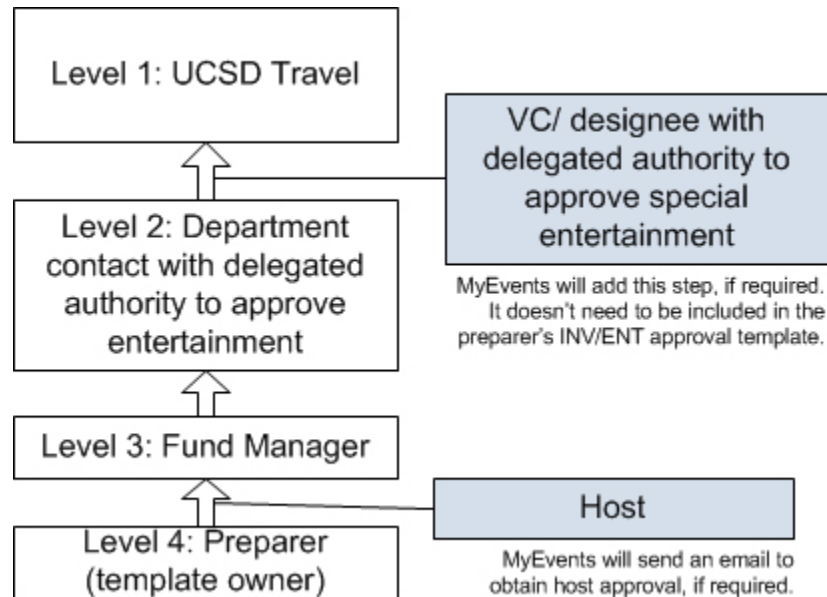 Level 1: UCSD Travel
VC/ designee with
delegated authority to
approve special
entertainment
MyEvents will add this step, if required.
It doesn't need to be included in the
preparer's INV/ENT approval template.
Level 2: Department
contact with delegated
authority to approve
entertainment
Level 3: Fund Manager
Host
MyEvents will send an email to
obtain host approval, if required.
Level 4: Preparer
(template owner)